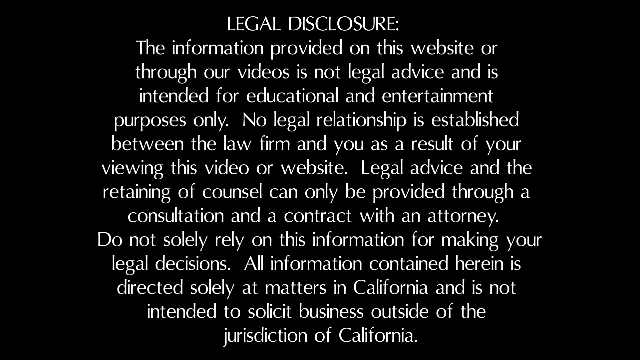 LEGAL DISCLOSURE:
The information provided on this website or
through our videos is not legal advice and is
intended for educational and entertainment
purposes only.  No legal relationship is established
between the law firm and you as a result of your
viewing this video or website.  Legal advice and the
retaining of counsel can only be provided through a
consultation and a contract with an attorney.
Do not solely rely on this information for making your
legal decisions.  All information contained herein is
directed solely at matters in California and is not
intended to solicit business outside of the
jurisdiction of California.